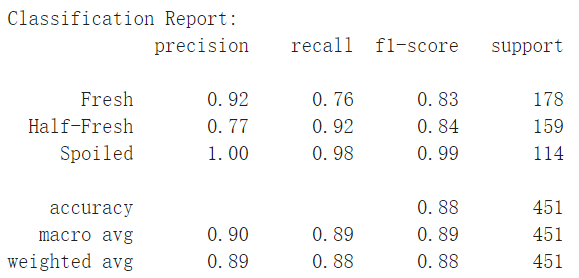 Classification Report:
precision recall f1-score support
Fresh 0.92 0.76 0.83 178
Half-Fresh 0.77 0.92 0.84 159
Spoiled 1.00 0.98 0.99 114
accuracy 0.88 451
macro avg 0.90 0.89 0.89 451
weighted avg 0.89 0.88 0.88 451